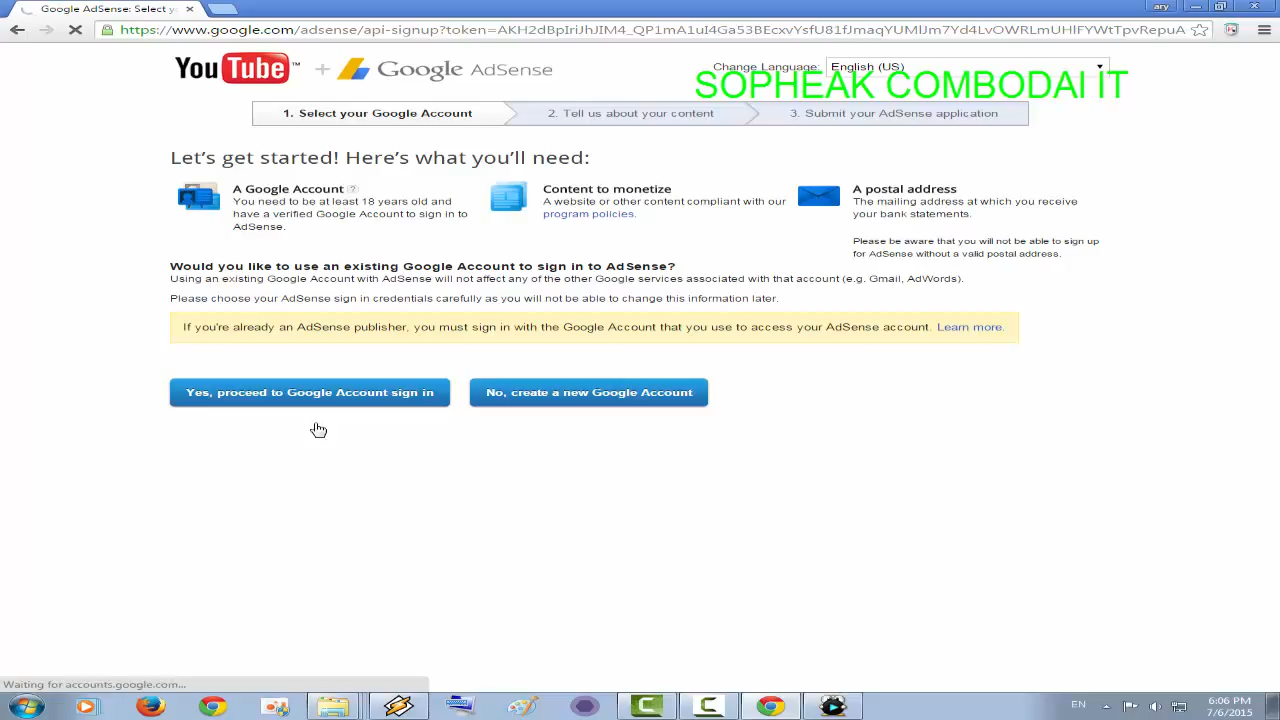 Google AdSense: Select y
ary
https://www.google.com/adsense/api-signup?token=AKH2dBpIriJhJIM4_QP1mA1uI4Ga53BEcxvYsfU81fJmaqYUMlJm7Yd4LvOWRLmUHlFYWtTpvRepuA
YouTube™ + Google AdSense
Change Language: English (US)
SOPHEAK COMBODAI IT
1. Select your Google Account
2. Tell us about your content
3. Submit your AdSense application
Let's get started! Here's what you'll need:
A Google Account ?
You need to be at least 18 years old and
have a verified Google Account to sign in to
AdSense.
Content to monetize
A website or other content compliant with our
program policies.
A postal address
The mailing address at which you receive
your bank statements.
Please be aware that you will not be able to sign up
for AdSense without a valid postal address.
Would you like to use an existing Google Account to sign in to AdSense?
Using an existing Google Account with AdSense will not affect any of the other Google services associated with that account (e.g. Gmail, AdWords).
Please choose your AdSense sign in credentials carefully as you will not be able to change this information later.
If you're already an AdSense publisher, you must sign in with the Google Account that you use to access your AdSense account. Learn more.
Yes, proceed to Google Account sign in
No, create a new Google Account
Waiting for accounts.google.com...
EN
6:06 PM
7/6/2015